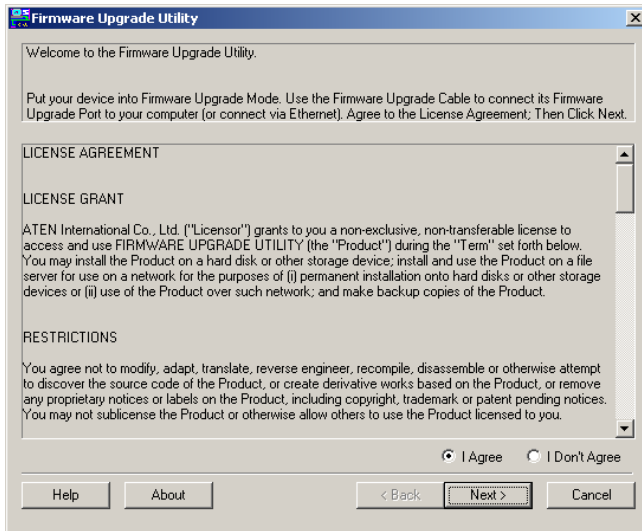 Firmware Upgrade Utility
Welcome to the Firmware Upgrade Utility.
Put your device into Firmware Upgrade Mode. Use the Firmware Upgrade Cable to connect its Firmware
Upgrade Port to your computer (or connect via Ethernet). Agree to the License Agreement; Then Click Next.
LICENSE AGREEMENT
LICENSE GRANT
ATEN International Co., Ltd. ("Licensor") grants to you a non-exclusive, non-transferable license to
access and use FIRMWARE UPGRADE UTILITY (the "Product") during the "Term" set forth below.
You may install the Product on a hard disk or other storage device; install and use the Product on a file
server for use on a network for the purposes of (i) permanent installation onto hard disks or other storage
devices or (ii) use of the Product over such network; and make backup copies of the Product.
RESTRICTIONS
You agree not to modify, adapt, translate, reverse engineer, recompile, disassemble or otherwise attempt
to discover the source code of the Product, or create derivative works based on the Product, or remove
any proprietary notices or labels on the Product, including copyright, trademark or patent pending notices.
You may not sublicense the Product or otherwise allow others to use the Product licensed to you.
I Agree I Don't Agree
Help About < Back Next > Cancel